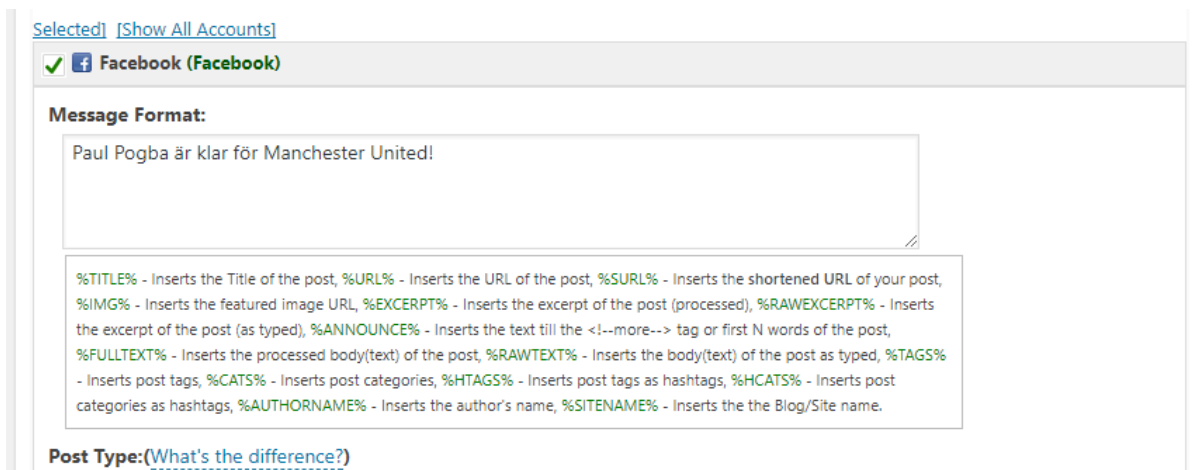 Selected] [Show All Accounts]
Facebook (Facebook)
Message Format:
Paul Pogba är klar för Manchester United!
%TITLE% - Inserts the Title of the post, %URL% - Inserts the URL of the post, %SURL% - Inserts the shortened URL of your post,
%IMG% - Inserts the featured image URL, %EXCERPT% - Inserts the excerpt of the post (processed), %RAWEXCERPT% - Inserts
the excerpt of the post (as typed), %ANNOUNCE% - Inserts the text till the <!--more--> tag or first N words of the post,
%FULLTEXT% - Inserts the processed body(text) of the post, %RAWTEXT% - Inserts the body(text) of the post as typed, %TAGS%
- Inserts post tags, %CATS% - Inserts post categories, %HTAGS% - Inserts post tags as hashtags, %HCATS% - Inserts post
categories as hashtags, %AUTHORNAME% - Inserts the author's name, %SITENAME% - Inserts the the Blog/Site name.
Post Type:(What's the difference?)